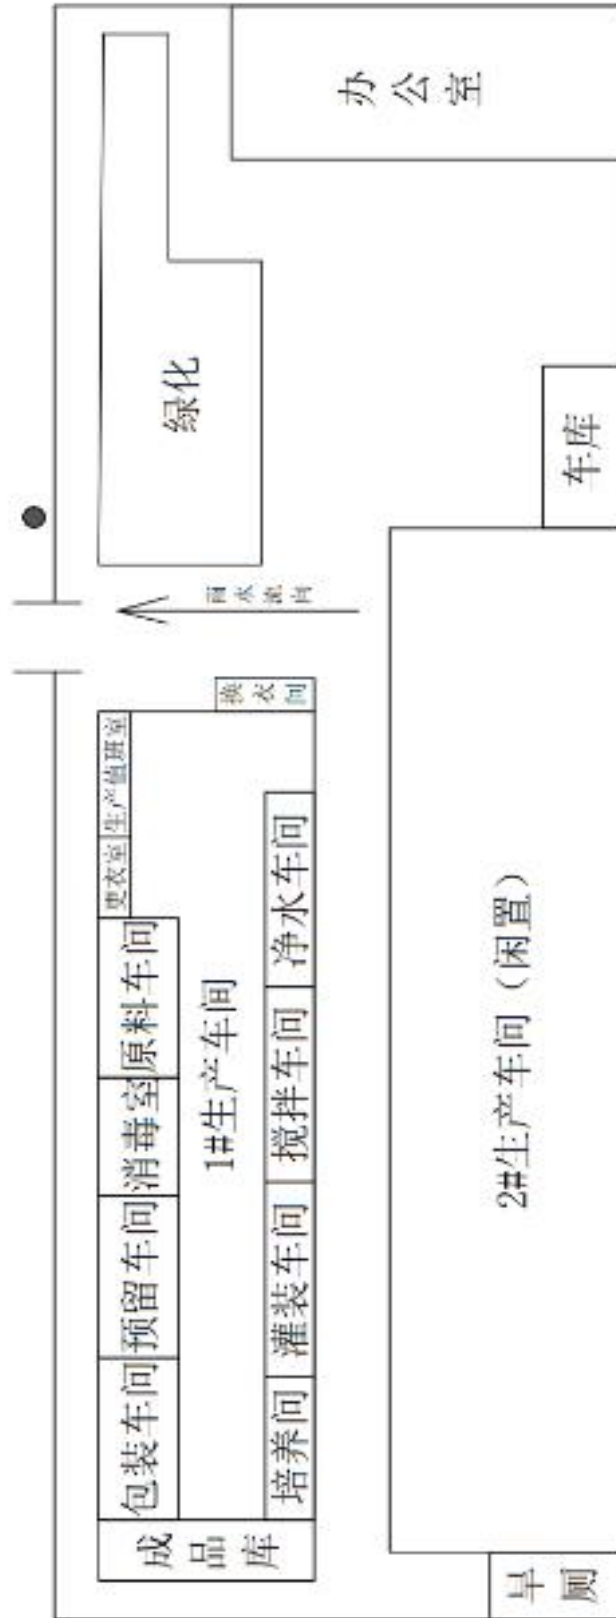 办公室
绿化
车库
雨水流向
换衣间
生产值班室
更衣室
原料车间
消毒室
预留车间
包装车间
1#生产车间
净水车间
搅拌车间
灌装车间
培养间
成品库
2#生产车间（闲置）
旱厕